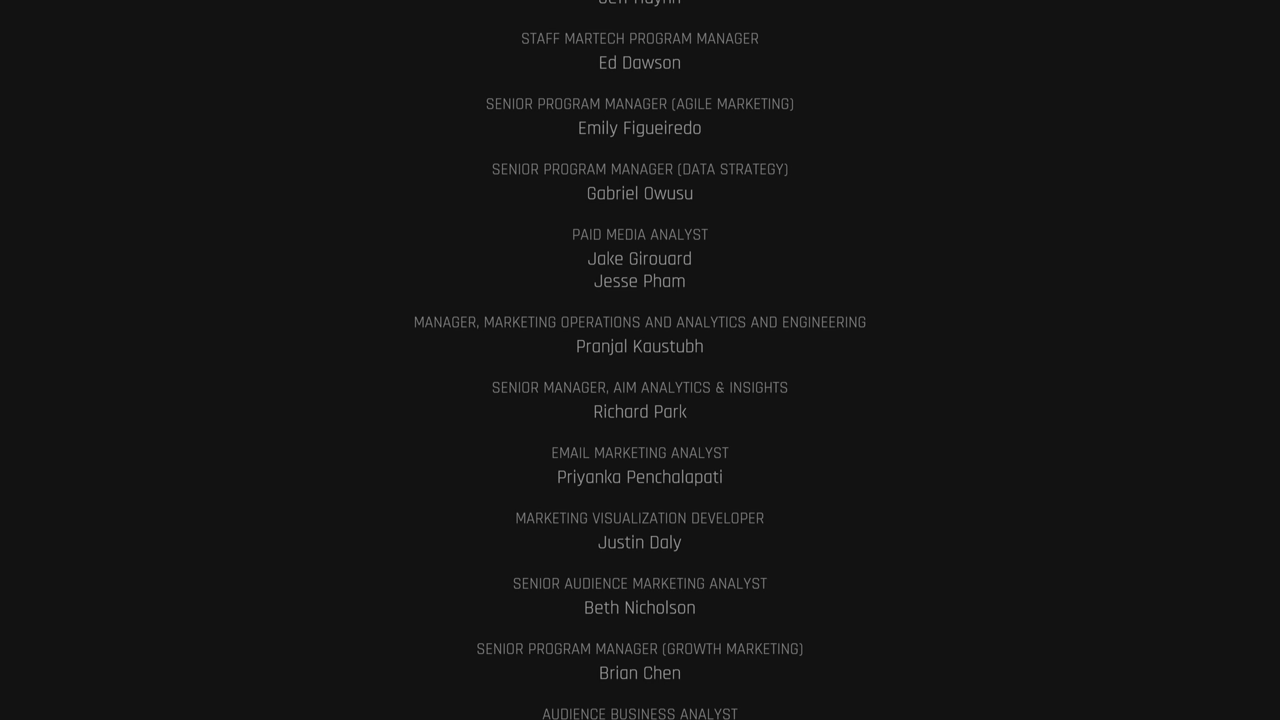 STAFF MARTECH PROGRAM MANAGER
Ed Dawson
SENIOR PROGRAM MANAGER (AGILE MARKETING)
Emily Figueiredo
SENIOR PROGRAM MANAGER (DATA STRATEGY)
Gabriel Owusu
PAID MEDIA ANALYST
Jake Girouard
Jesse Pham
MANAGER, MARKETING OPERATIONS AND ANALYTICS AND ENGINEERING
Pranjal Kaustubh
SENIOR MANAGER, AIM ANALYTICS & INSIGHTS
Richard Park
EMAIL MARKETING ANALYST
Priyanka Penchalapati
MARKETING VISUALIZATION DEVELOPER
Justin Daly
SENIOR AUDIENCE MARKETING ANALYST
Beth Nicholson
SENIOR PROGRAM MANAGER (GROWTH MARKETING)
Brian Chen
AUDIENCE BUSINESS ANALYST